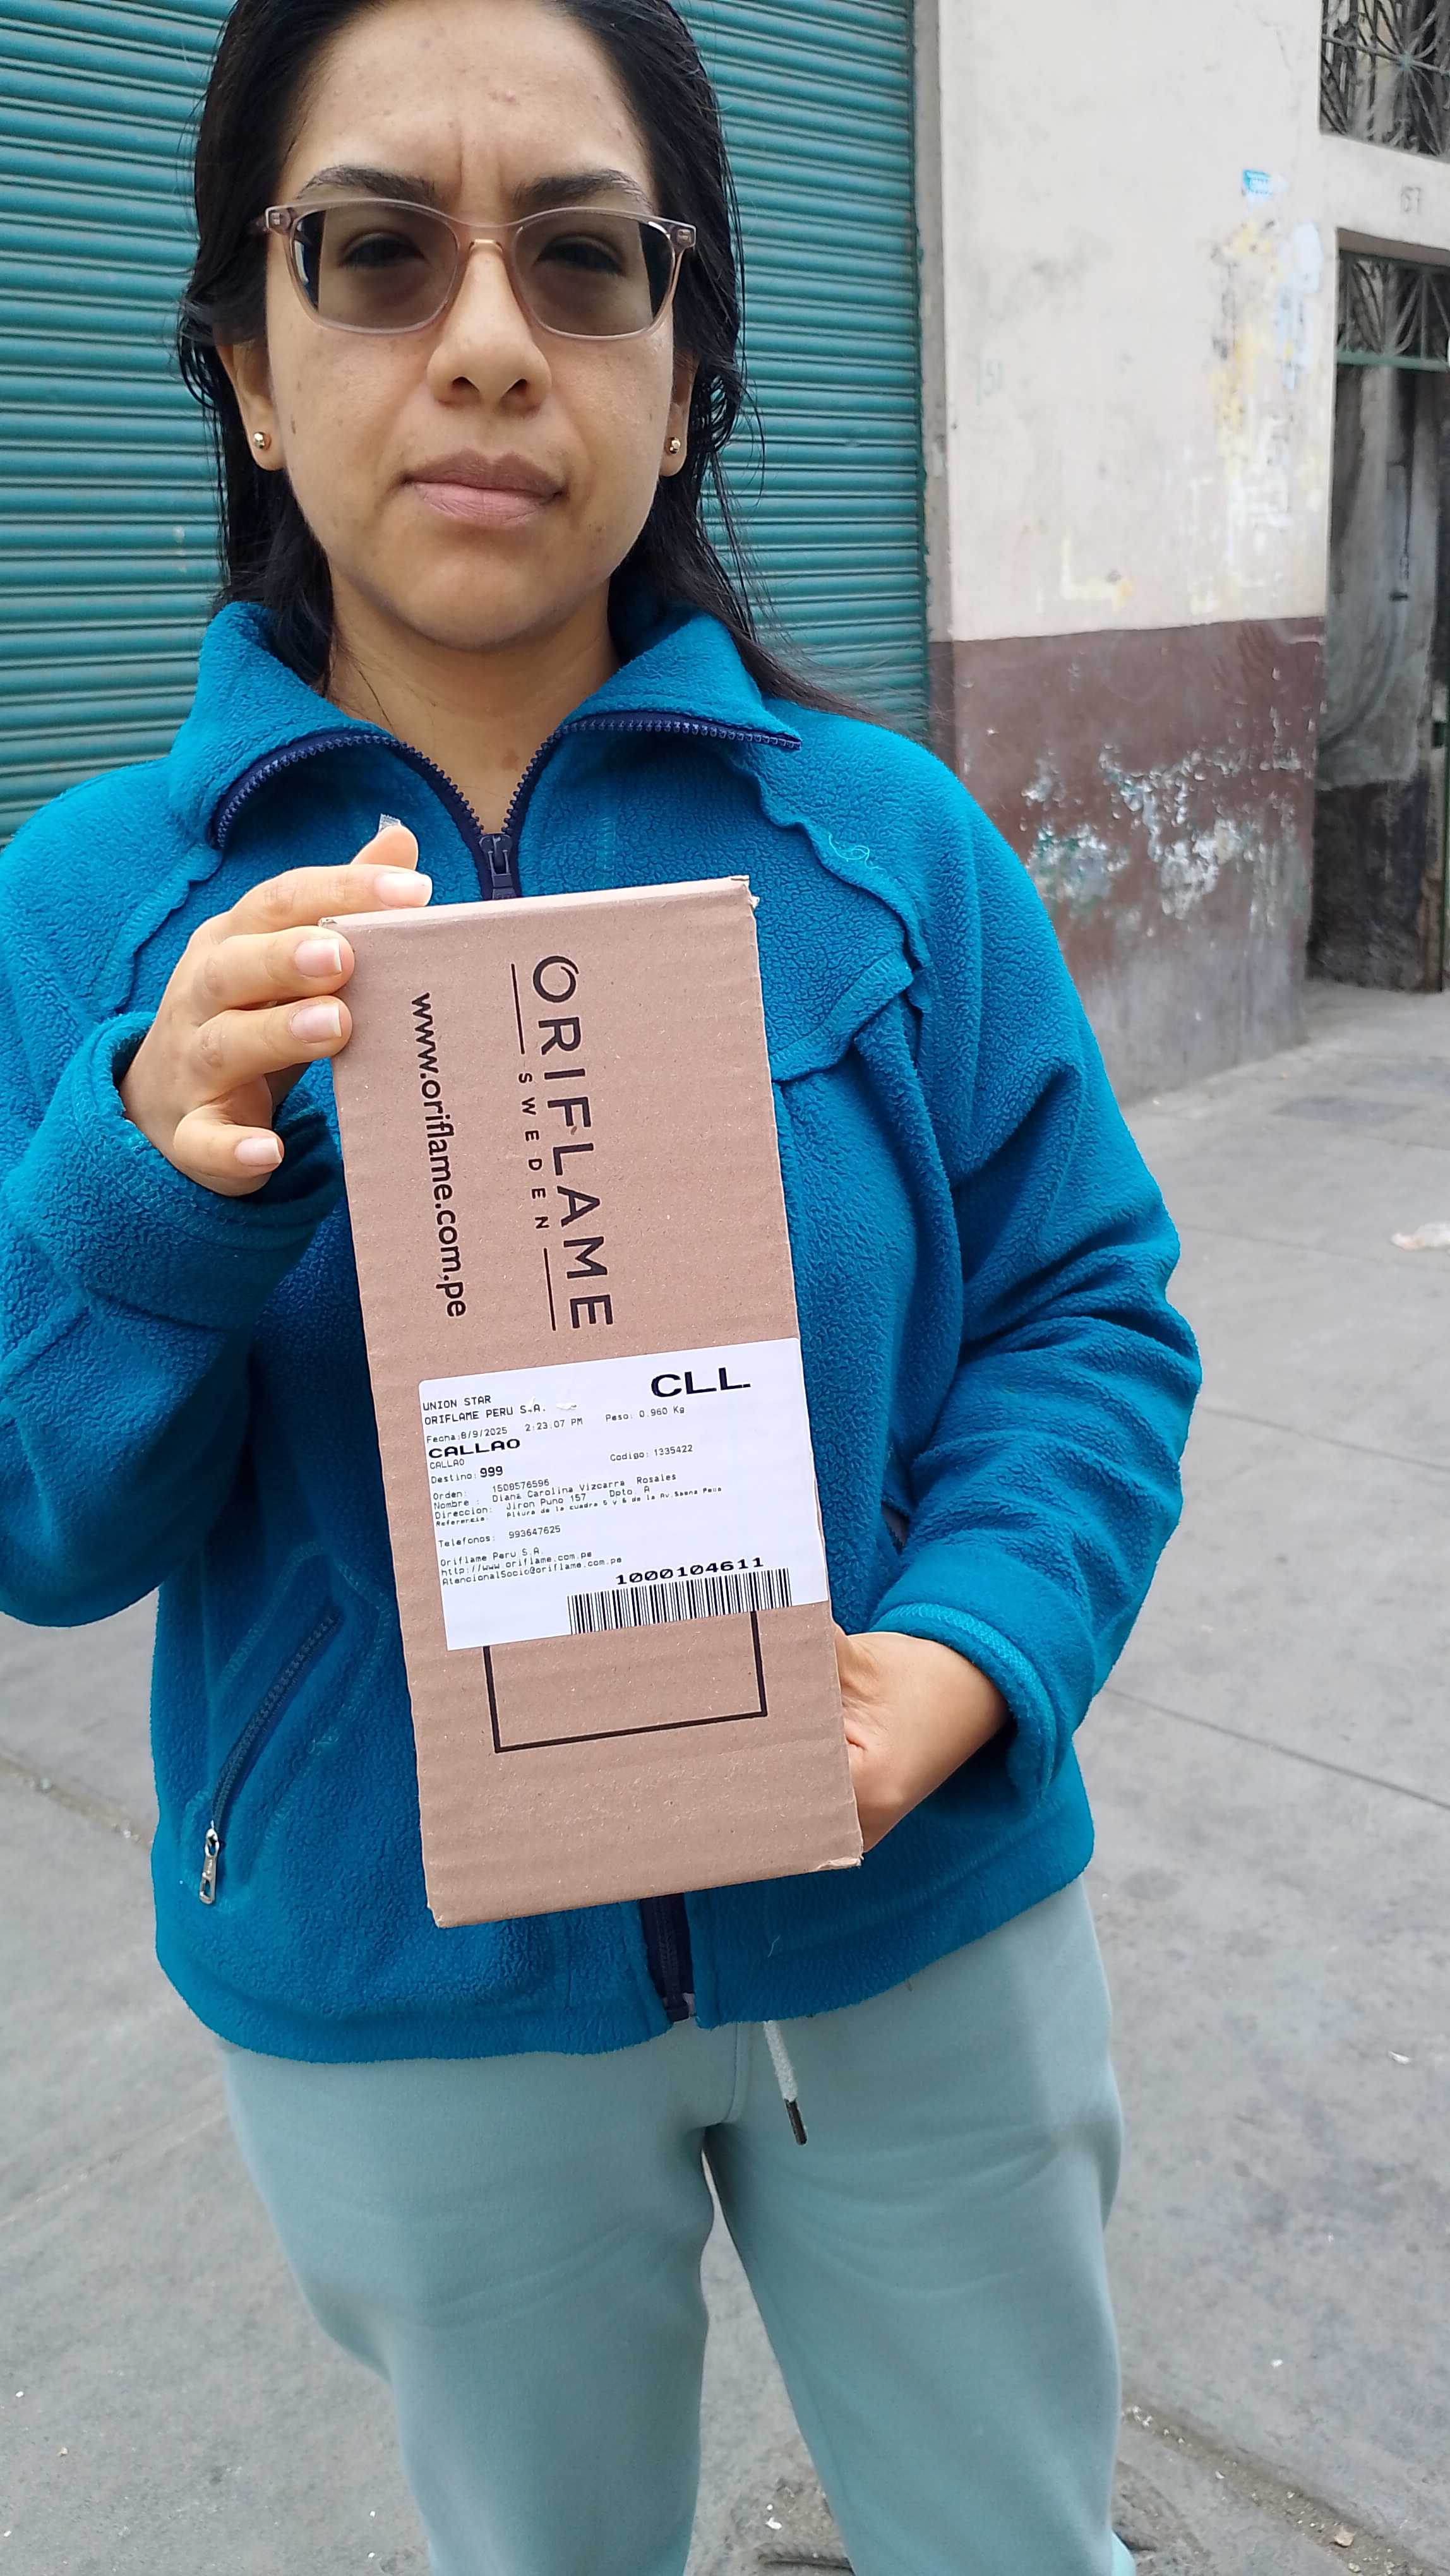 ORIFLAME
SWEDEN
www.oriflame.com.pe
CLL
UNION STAR
ORIFLAME PERU S.A.
Fecha:8/9/2025 2:23:07 PM Peso: 0.960 Kg
CALLAO
CALLAO
Codigo: 1335422
Destino: 999
Orden: 1508576596
Nombre : Diana Carolina Vizcarra Rosales
Direccion: Jiron Puno 157 Dpto. A
Referencia: Altura de la cuadra 5 y 6 de la Av.Saenz Peña
Telefonos: 993647625
Oriflame Peru S.A.
http://www.oriflame.com.pe
AtencionalSocio@oriflame.com.pe
1000104611
157